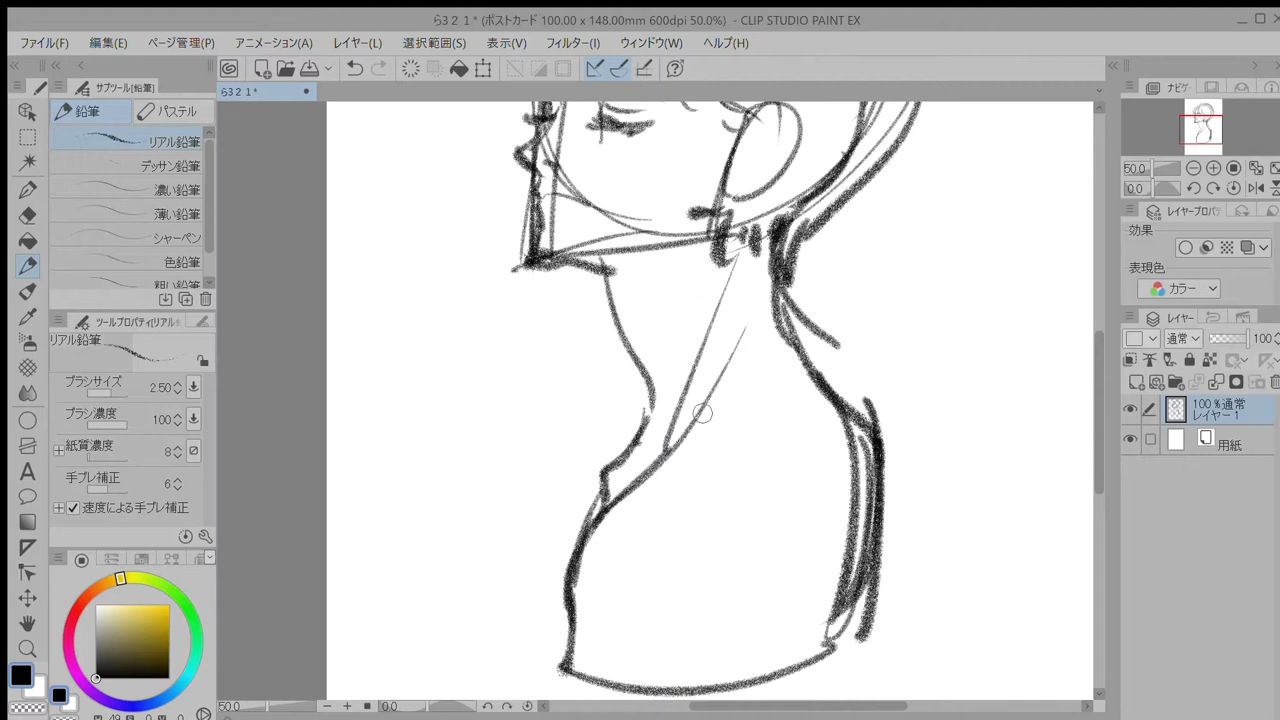 ら3２１* (ポストカード 100.00 x 148.00mm 600dpi 50.0%) - CLIP STUDIO PAINT EX
ファイル(F) 編集(E) ページ管理(P) アニメーション(A) レイヤー(L) 選択範囲(S) 表示(V) フィルター(I) ウィンドウ(W) ヘルプ(H)
サブツール[鉛筆]
ら3２１*
鉛筆 パステル
リアル鉛筆
デッサン鉛筆
濃い鉛筆
薄い鉛筆
シャーペン
色鉛筆
粗い鉛筆
ツールプロパティ[リアル
リアル鉛筆
ブラシサイズ 2.50
ブラシ濃度 100
紙質濃度 8
手ブレ補正 6
速度による手ブレ補正
50.0
0.0
ナビゲ
50.0
0.0
レイヤープロパ
効果
表現色
カラー
レイヤー
通常 100
100％通常
レイヤー 1
用紙